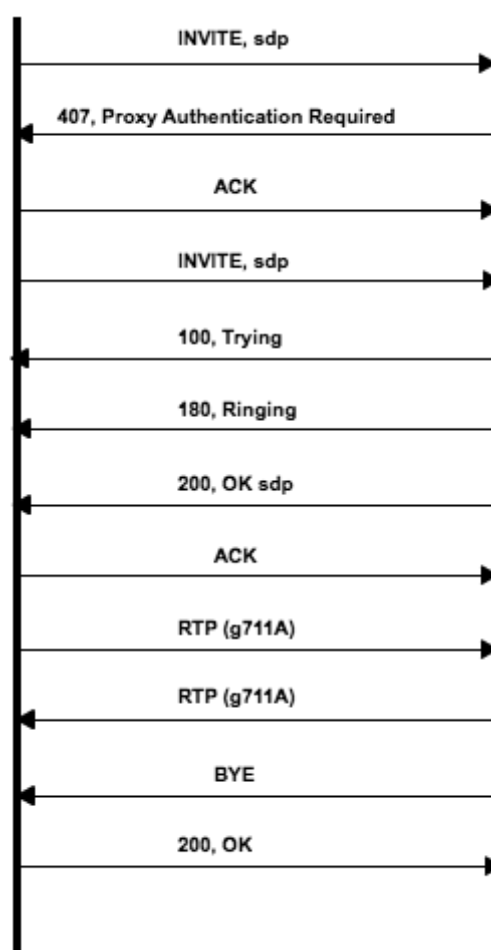 INVITE, sdp
407, Proxy Authentication Required
ACK
INVITE, sdp
100, Trying
180, Ringing
200, OK sdp
ACK
RTP (g711A)
RTP (g711A)
BYE
200, OK